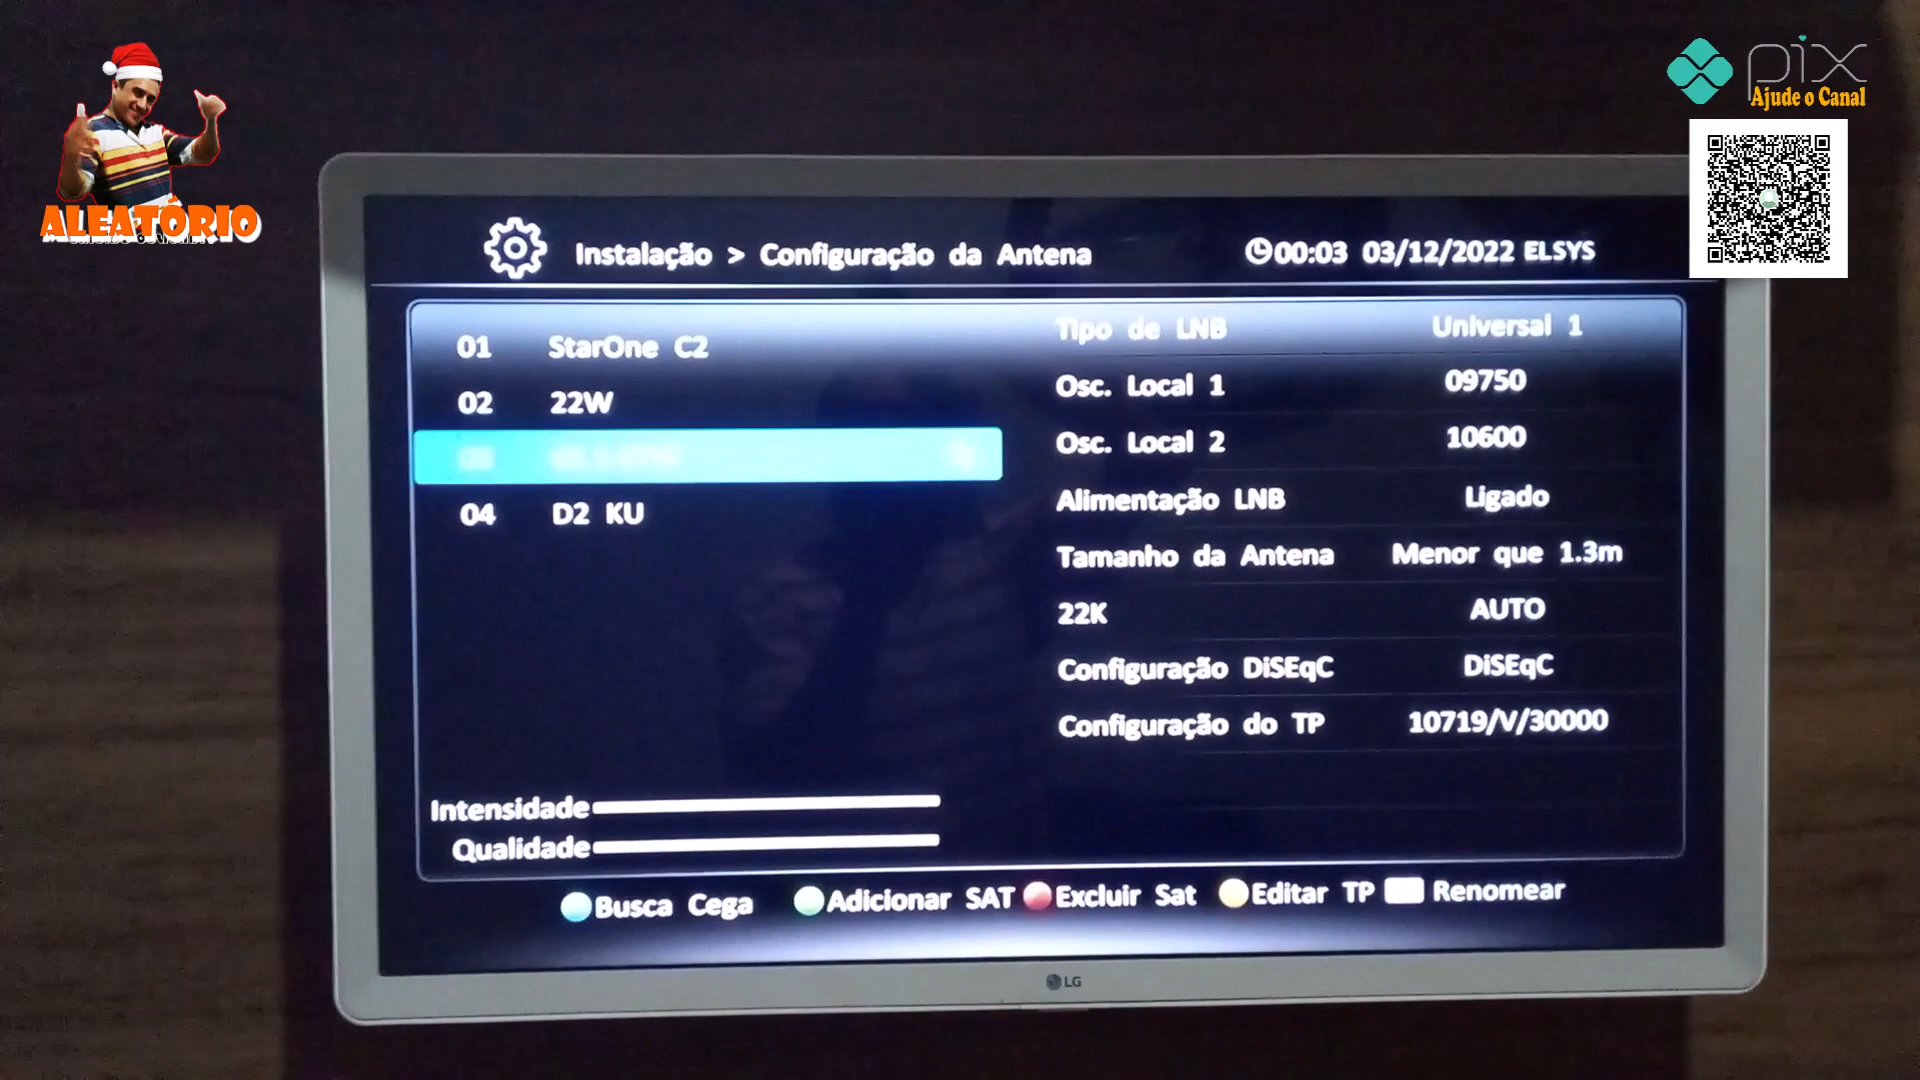 ALEATÓRIO
pix
Ajude o Canal
Instalação > Configuração da Antena
00:03 03/12/2022 ELSYS
01 StarOne C2
02 22W
04 D2 KU
Tipo de LNB Universal 1
Osc. Local 1 09750
Osc. Local 2 10600
Alimentação LNB Ligado
Tamanho da Antena Menor que 1.3m
22K AUTO
Configuração DiSEqC DiSEqC
Configuração do TP 10719/V/30000
Intensidade
Qualidade
Busca Cega Adicionar SAT Excluir Sat Editar TP Renomear
LG